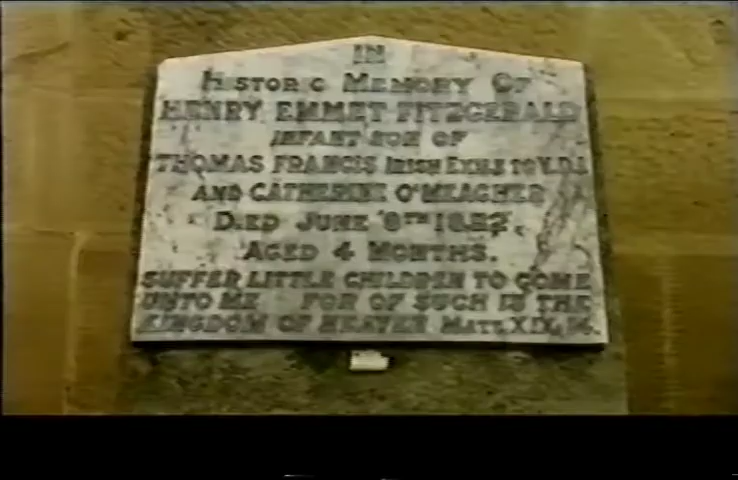 IN
HISTORIC MEMORY OF
HENRY EMMET FITZGERALD
INFANT SON OF
THOMAS FRANCIS IRISH EXILE TO V.D.L
AND CATHERINE O'MEAGHER
DIED JUNE 8TH 1852.
AGED 4 MONTHS.
SUFFER LITTLE CHILDREN TO COME
UNTO ME FOR OF SUCH IS THE
KINGDOM OF HEAVEN MATT. XIX, 14.